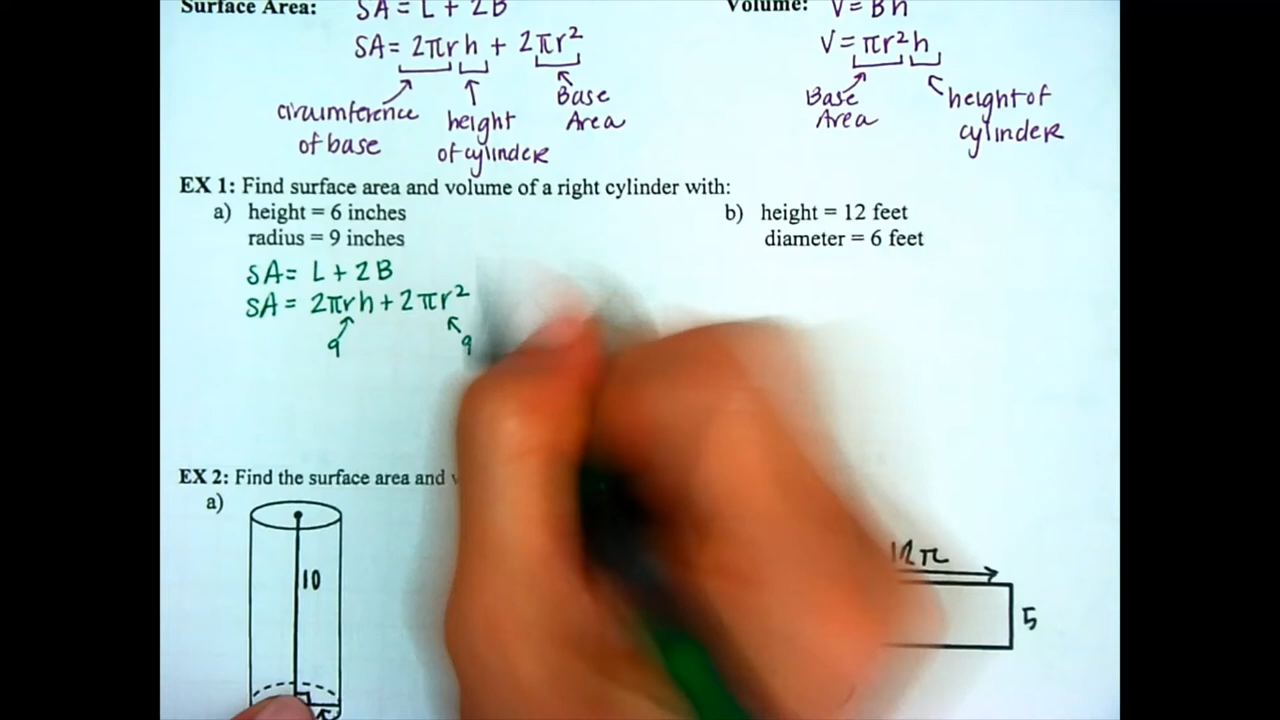 Surface Area: SA = L + 2B
SA = 2πrh + 2πr²
circumference of base
height of cylinder
Base Area
Volume: V = Bh
V = πr²h
Base Area
height of cylinder
EX 1: Find surface area and volume of a right cylinder with:
a) height = 6 inches
radius = 9 inches
SA = L + 2B
SA = 2πrh + 2πr²
9 9
b) height = 12 feet
diameter = 6 feet
EX 2: Find the surface area and
a)
10
12π
5